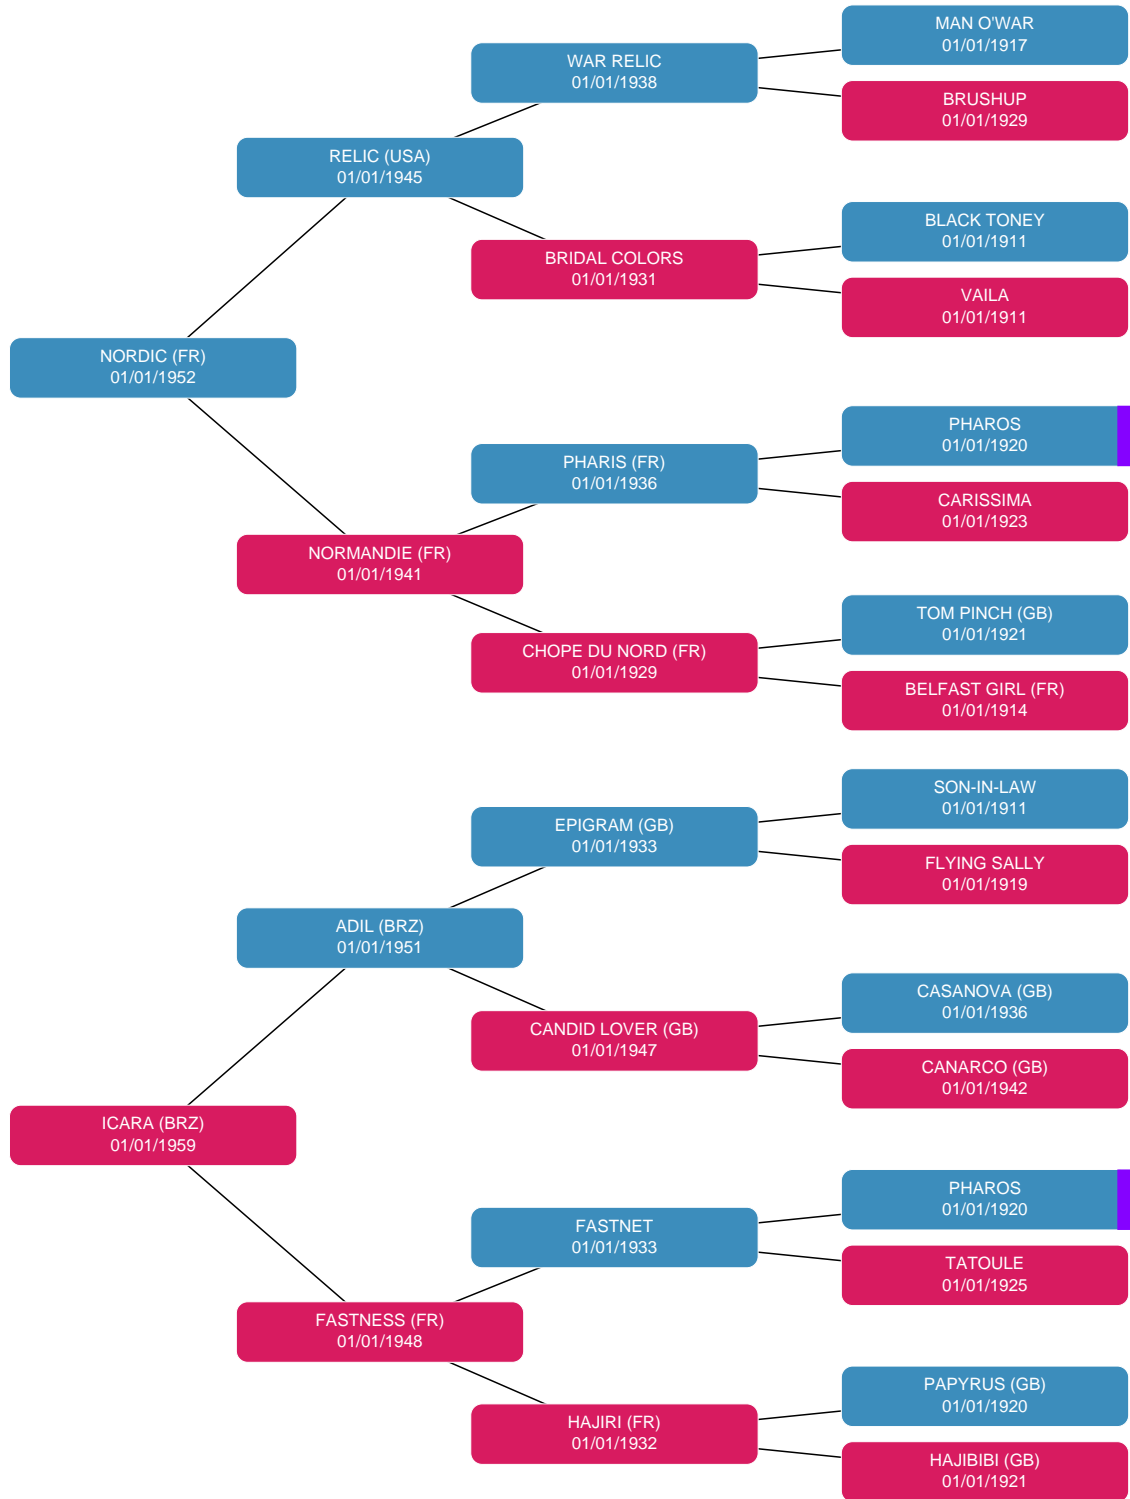 MAN O'WAR
01/01/1917
WAR RELIC
01/01/1938
BRUSHUP
01/01/1929
RELIC (USA)
01/01/1945
BLACK TONEY
01/01/1911
BRIDAL COLORS
01/01/1931
VAILA
01/01/1911
NORDIC (FR)
01/01/1952
PHAROS
01/01/1920
PHARIS (FR)
01/01/1936
CARISSIMA
01/01/1923
NORMANDIE (FR)
01/01/1941
TOM PINCH (GB)
01/01/1921
CHOPE DU NORD (FR)
01/01/1929
BELFAST GIRL (FR)
01/01/1914
SON-IN-LAW
01/01/1911
EPIGRAM (GB)
01/01/1933
FLYING SALLY
01/01/1919
ADIL (BRZ)
01/01/1951
CASANOVA (GB)
01/01/1936
CANDID LOVER (GB)
01/01/1947
CANARCO (GB)
01/01/1942
ICARA (BRZ)
01/01/1959
PHAROS
01/01/1920
FASTNET
01/01/1933
TATOULE
01/01/1925
FASTNESS (FR)
01/01/1948
PAPYRUS (GB)
01/01/1920
HAJIRI (FR)
01/01/1932
HAJIBIBI (GB)
01/01/1921